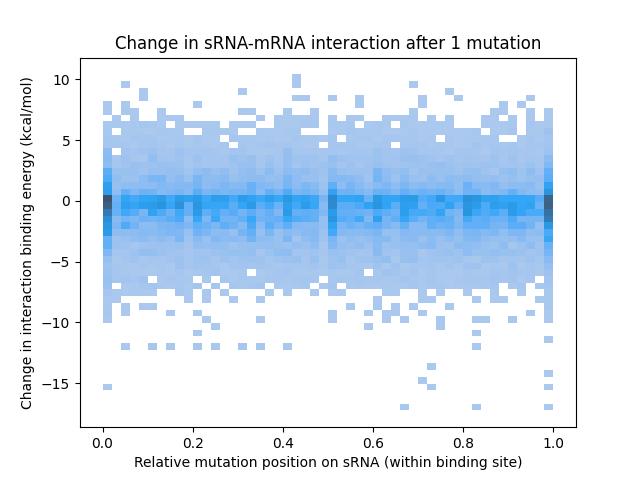 Change in sRNA-mRNA interaction after 1 mutation
Change in interaction binding energy (kcal/mol)
10
5
0
−5
−10
−15
0.0 0.2 0.4 0.6 0.8 1.0
Relative mutation position on sRNA (within binding site)